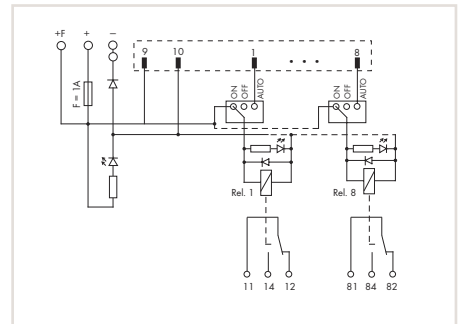 +F + −
9 10 1 • • • 8
F = 1A
ON OFF AUTO
ON OFF AUTO
Rel. 1
Rel. 8
11 14 12 81 84 82